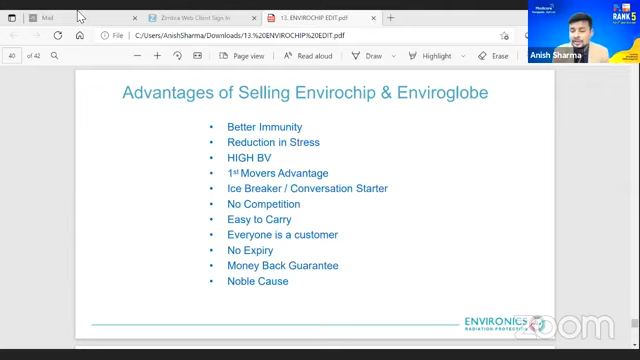 Mail
Zimbra Web Client Sign In
13. ENVIROCHIP EDIT.pdf
File
C:/Users/AnishSharma/Downloads/13.%20ENVIROCHIP%20EDIT.pdf
40 of 42
Page view
Draw
Highlight
Erase
RANK 5
Anish Sharma
Advantages of Selling Envirochip & Enviroglobe
• Better Immunity
• Reduction in Stress
• HIGH BV
• 1st Movers Advantage
• Ice Breaker / Conversation Starter
• No Competition
• Easy to Carry
• Everyone is a customer
• No Expiry
• Money Back Guarantee
• Noble Cause
ENVIRONICS
RADIATION PROTECTION
zoom